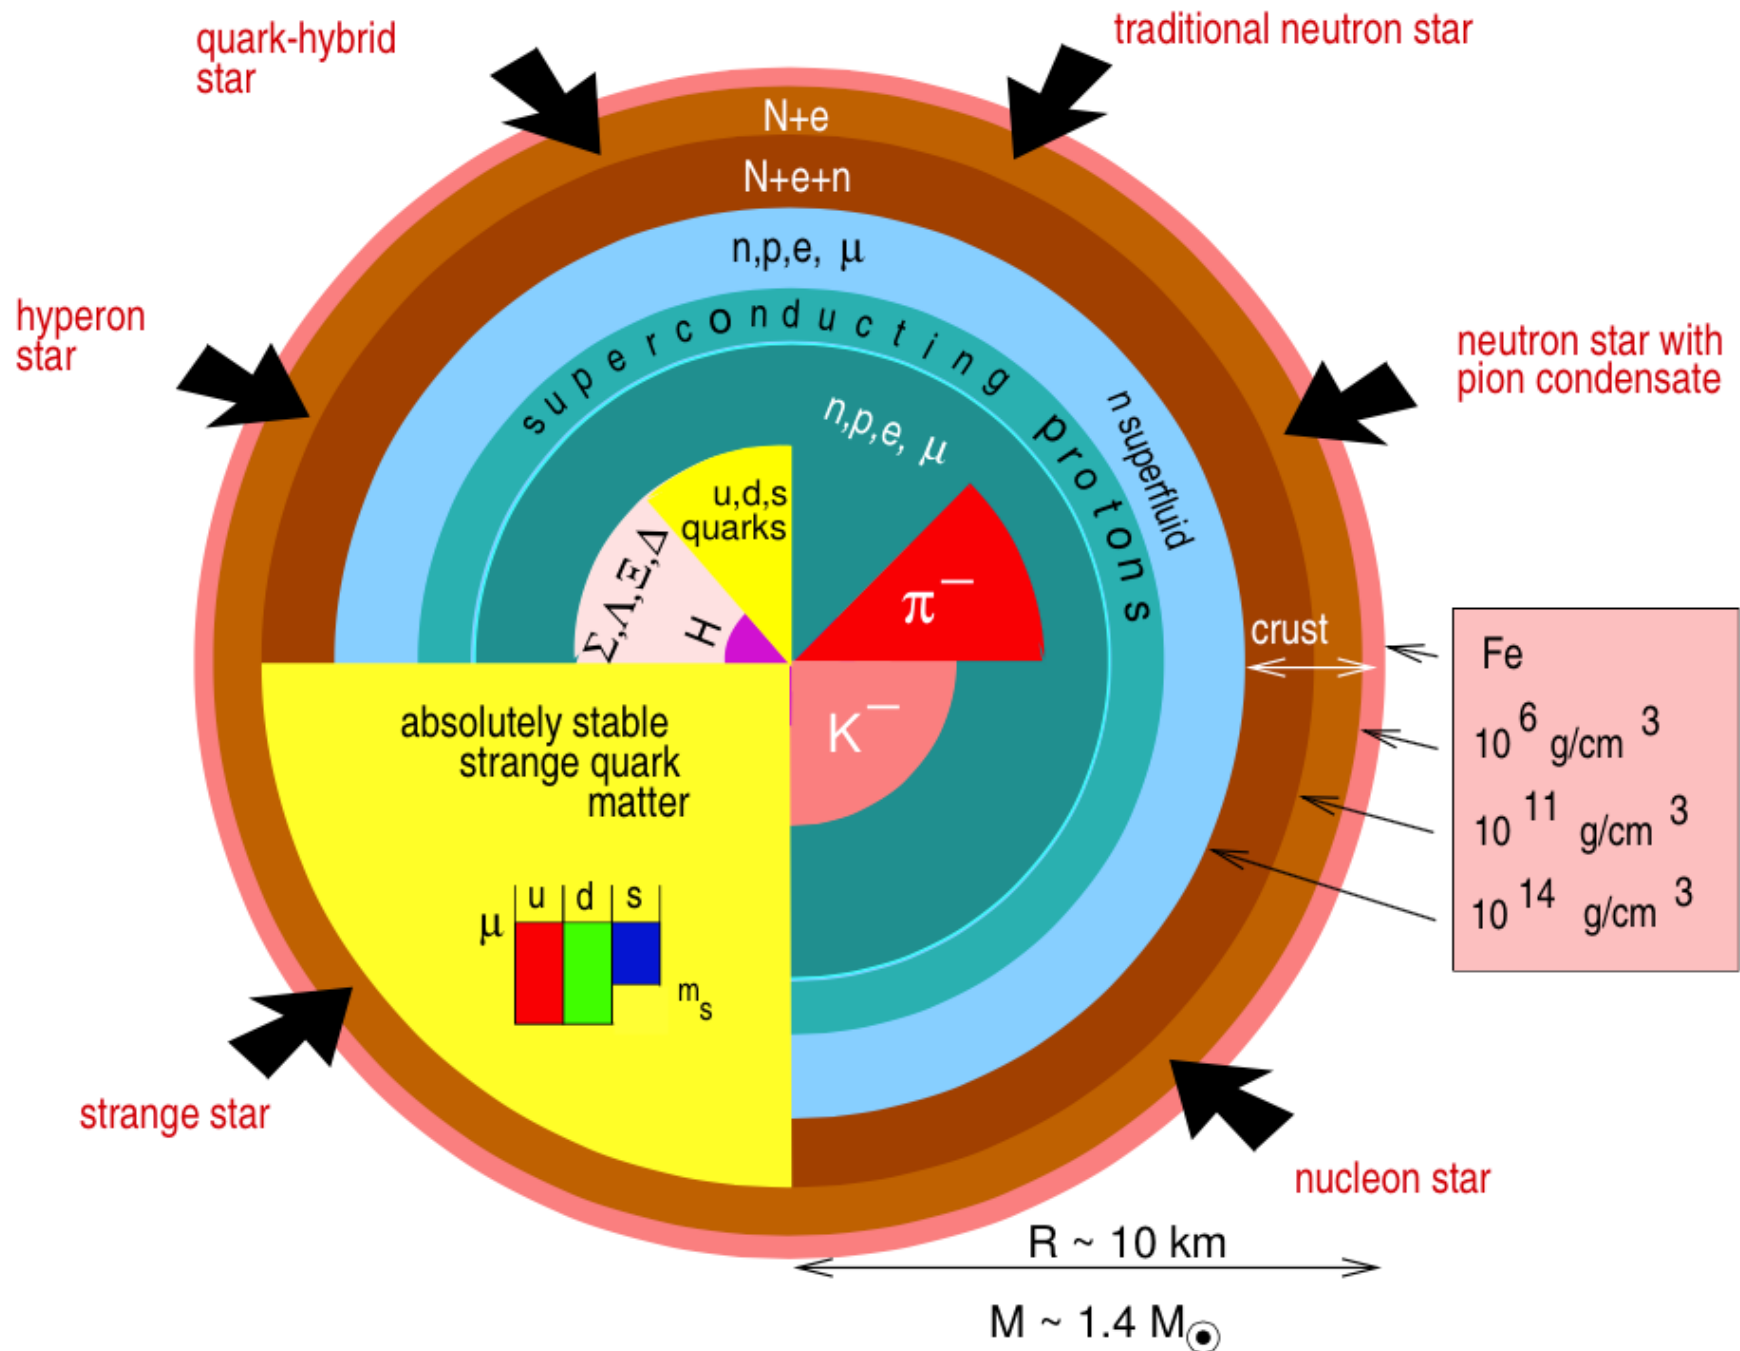 quark-hybrid
star
traditional neutron star
N+e
N+e+n
n,p,e, μ
hyperon
star
superconducting protons
neutron star with
pion condensate
n superfluid
n,p,e, μ
u,d,s
quarks
Σ,Λ,Ξ,Δ
H
π⁻
crust
K⁻
Fe
10⁶ g/cm³
10¹¹ g/cm³
10¹⁴ g/cm³
absolutely stable
strange quark
matter
u d s
μ
mₛ
strange star
nucleon star
R ~ 10 km
M ~ 1.4 M☉